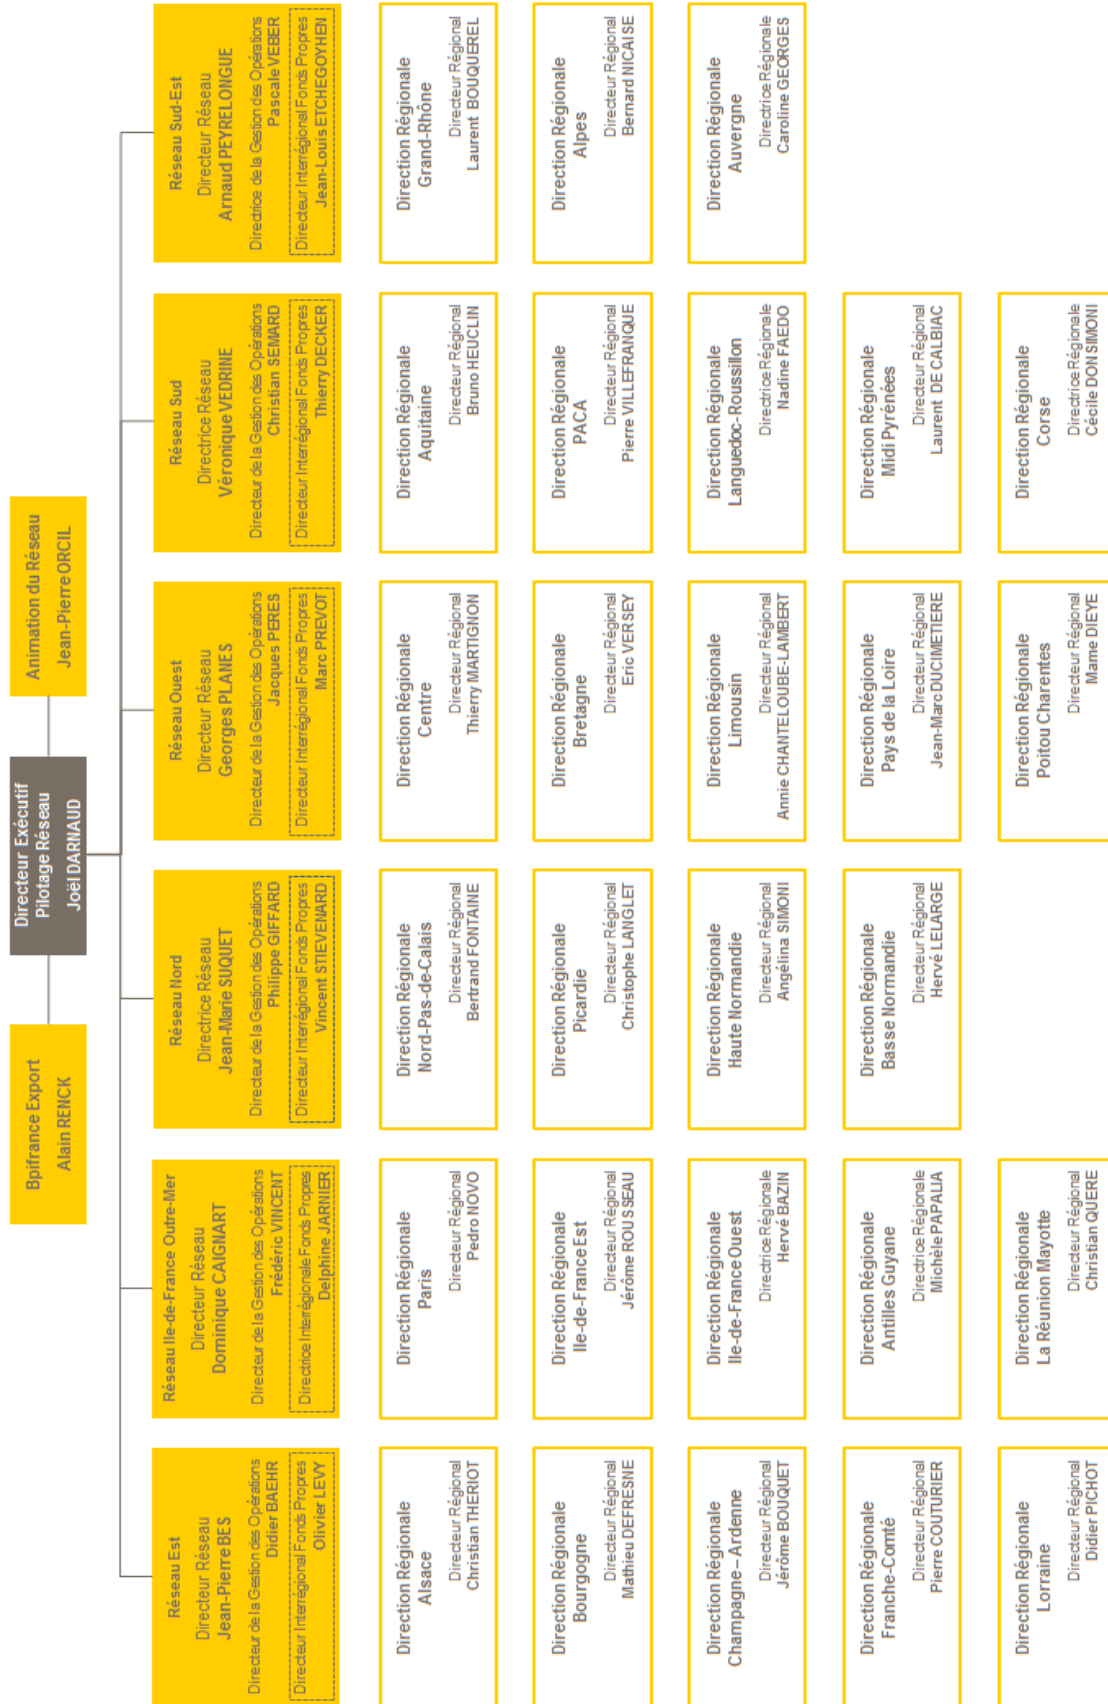 Directeur Exécutif
Pilotage Réseau
Joël DARNAUD
Bpifrance Export
Alain RENCK
Animation du Réseau
Jean-Pierre ORCIL
Réseau Est
Directeur Réseau
Jean-Pierre BES
Directeur de la Gestion des Opérations
Didier BAEHR
Directeur Interrégional Fonds Propres
Olivier LEVY
Direction Régionale
Alsace
Directeur Régional
Christian THERIOT
Direction Régionale
Bourgogne
Directeur Régional
Mathieu DEFRESNE
Direction Régionale
Champagne – Ardenne
Directeur Régional
Jérôme BOUQUET
Direction Régionale
Franche-Comté
Directeur Régional
Pierre COUTURIER
Direction Régionale
Lorraine
Directeur Régional
Didier PICHOT
Réseau Ile-de-France Outre-Mer
Directeur Réseau
Dominique CAIGNART
Directeur de la Gestion des Opérations
Frédéric VINCENT
Directrice Interrégionale Fonds Propres
Delphine JARNIER
Direction Régionale
Paris
Directeur Régional
Pedro NOVO
Direction Régionale
Ile-de-France Est
Directeur Régional
Jérôme ROUSSEAU
Direction Régionale
Ile-de-France Ouest
Directrice Régionale
Hervé BAZIN
Direction Régionale
Antilles Guyane
Directrice Régionale
Michèle PAPALIA
Direction Régionale
La Réunion Mayotte
Directeur Régional
Christian QUERE
Réseau Nord
Directrice Réseau
Jean-Marie SUQUET
Directeur de la Gestion des Opérations
Philippe GIFFARD
Directeur Interrégional Fonds Propres
Vincent STIEVENARD
Direction Régionale
Nord-Pas-de-Calais
Directeur Régional
Bertrand FONTAINE
Direction Régionale
Picardie
Directeur Régional
Christophe LANGLET
Direction Régionale
Haute Normandie
Directeur Régional
Angélina SIMONI
Direction Régionale
Basse Normandie
Directeur Régional
Hervé LELARGE
Réseau Ouest
Directeur Réseau
Georges PLANES
Directeur de la Gestion des Opérations
Jacques PERES
Directeur Interrégional Fonds Propres
Marc PREVOT
Direction Régionale
Centre
Directeur Régional
Thierry MARTIGNON
Direction Régionale
Bretagne
Directeur Régional
Eric VERSEY
Direction Régionale
Limousin
Directeur Régional
Annie CHANTELOUBE-LAMBERT
Direction Régionale
Pays de la Loire
Directeur Régional
Jean-Marc DUCIMETIERE
Direction Régionale
Poitou Charentes
Directeur Régional
Mame DIEYE
Réseau Sud
Directrice Réseau
Véronique VEDRINE
Directeur de la Gestion des Opérations
Christian SEMARD
Directeur Interrégional Fonds Propres
Thierry DECKER
Direction Régionale
Aquitaine
Directeur Régional
Bruno HEUCLIN
Direction Régionale
PACA
Directeur Régional
Pierre VILLEFRANQUE
Direction Régionale
Languedoc-Roussillon
Directrice Régionale
Nadine FAEDO
Direction Régionale
Midi Pyrénées
Directeur Régional
Laurent DE CALBIAC
Direction Régionale
Corse
Directrice Régionale
Cécile DONSIMONI
Réseau Sud-Est
Directeur Réseau
Arnaud PEYRELONGUE
Directrice de la Gestion des Opérations
Pascale VEBER
Directeur Interrégional Fonds Propres
Jean-Louis ETCHEGOYHEN
Direction Régionale
Grand-Rhône
Directeur Régional
Laurent BOUQUEREL
Direction Régionale
Alpes
Directeur Régional
Bernard NICAISE
Direction Régionale
Auvergne
Directrice Régionale
Caroline GEORGES